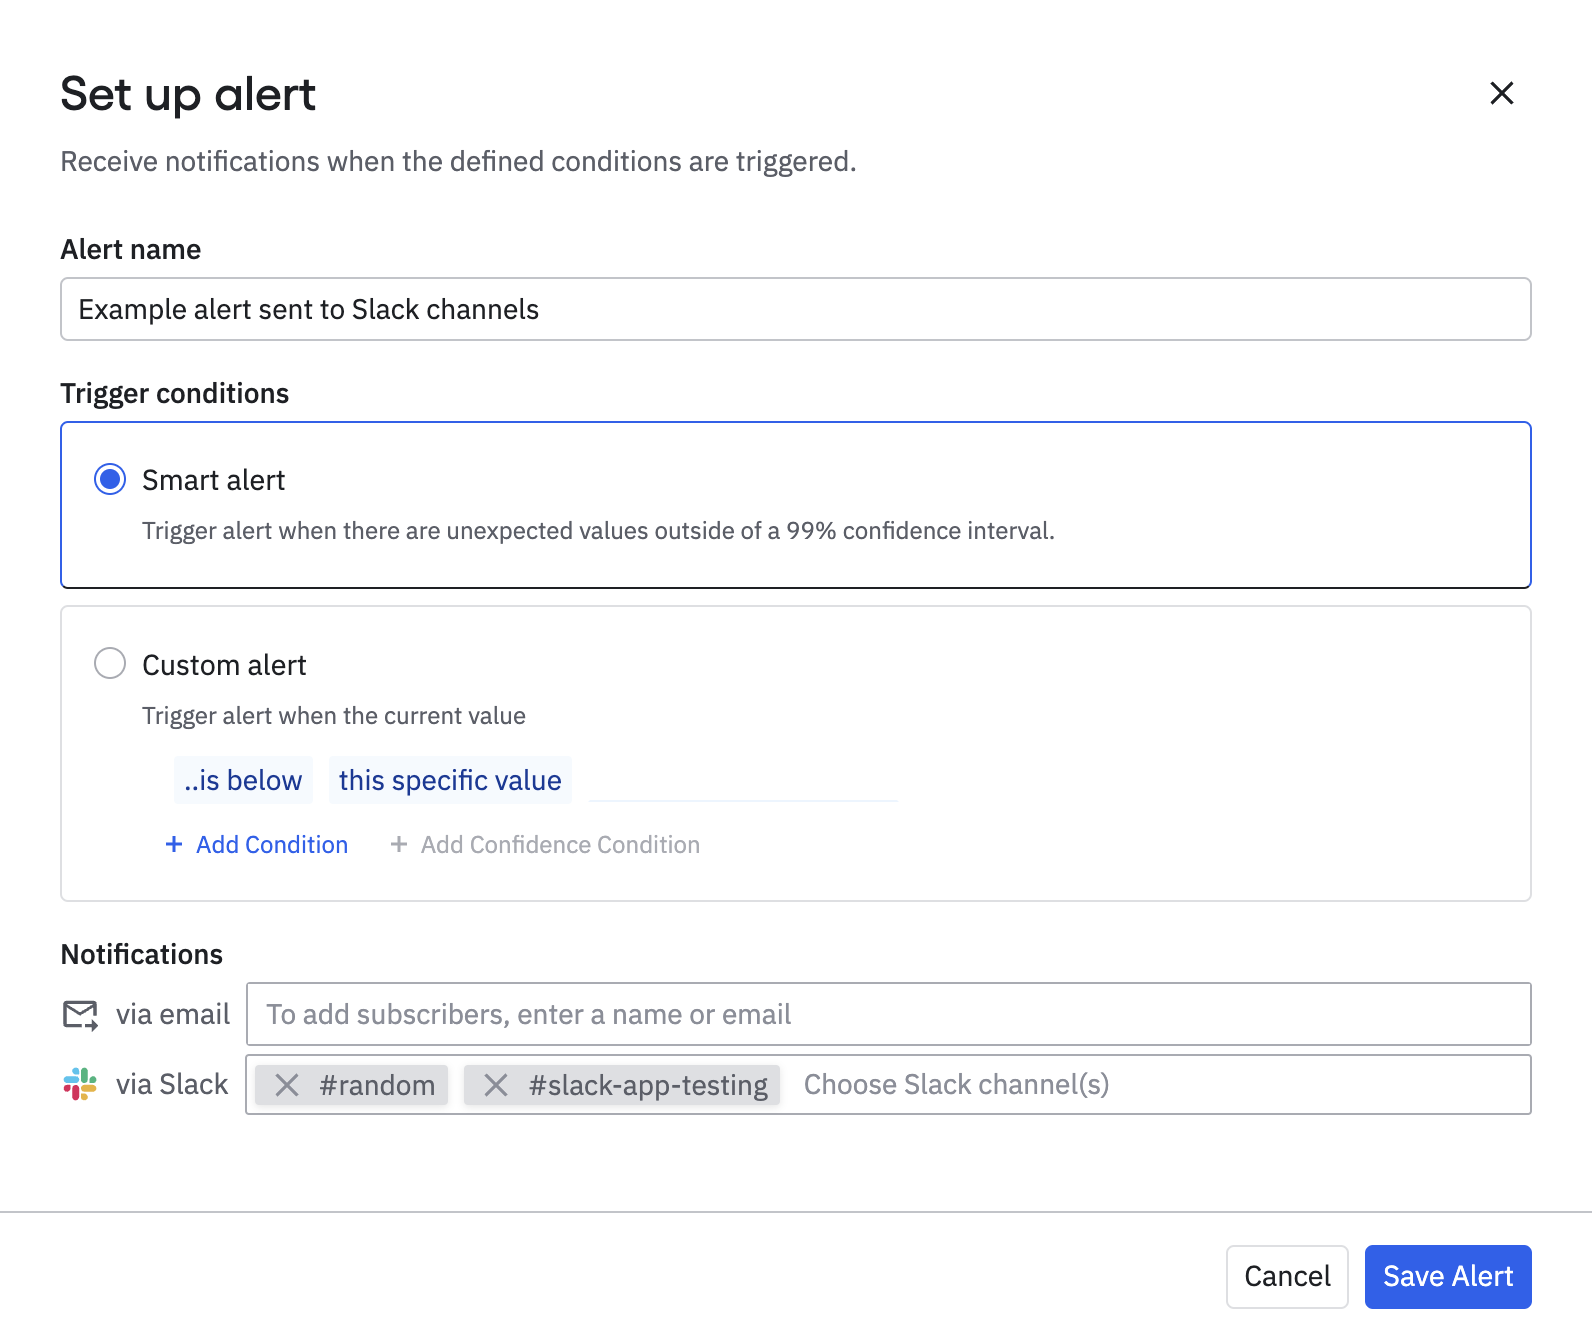 Set up alert
Receive notifications when the defined conditions are triggered.
Alert name
Example alert sent to Slack channels
Trigger conditions
Smart alert
Trigger alert when there are unexpected values outside of a 99% confidence interval.
Custom alert
Trigger alert when the current value
..is below this specific value
+ Add Condition + Add Confidence Condition
Notifications
via email To add subscribers, enter a name or email
via Slack #random #slack-app-testing Choose Slack channel(s)
Cancel Save Alert